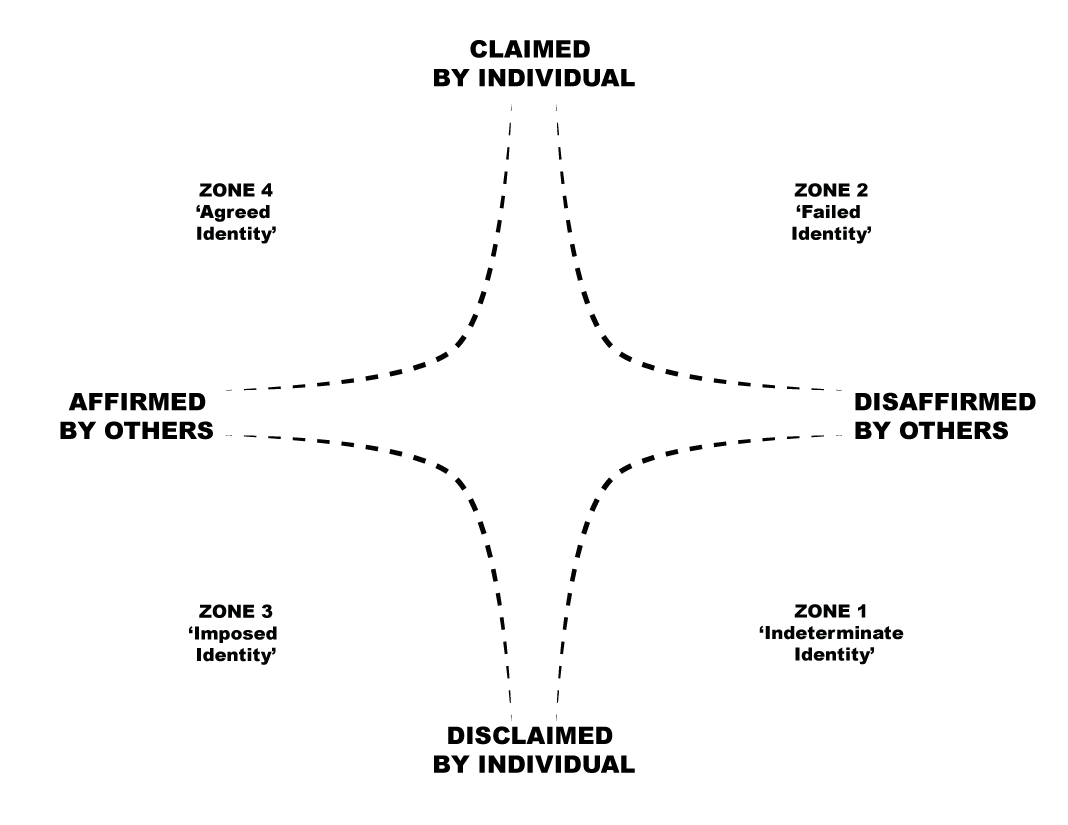 CLAIMED
BY INDIVIDUAL
ZONE 4
‘Agreed
Identity’
ZONE 2
‘Failed
Identity’
AFFIRMED
BY OTHERS
DISAFFIRMED
BY OTHERS
ZONE 3
‘Imposed
Identity’
ZONE 1
‘Indeterminate
Identity’
DISCLAIMED
BY INDIVIDUAL